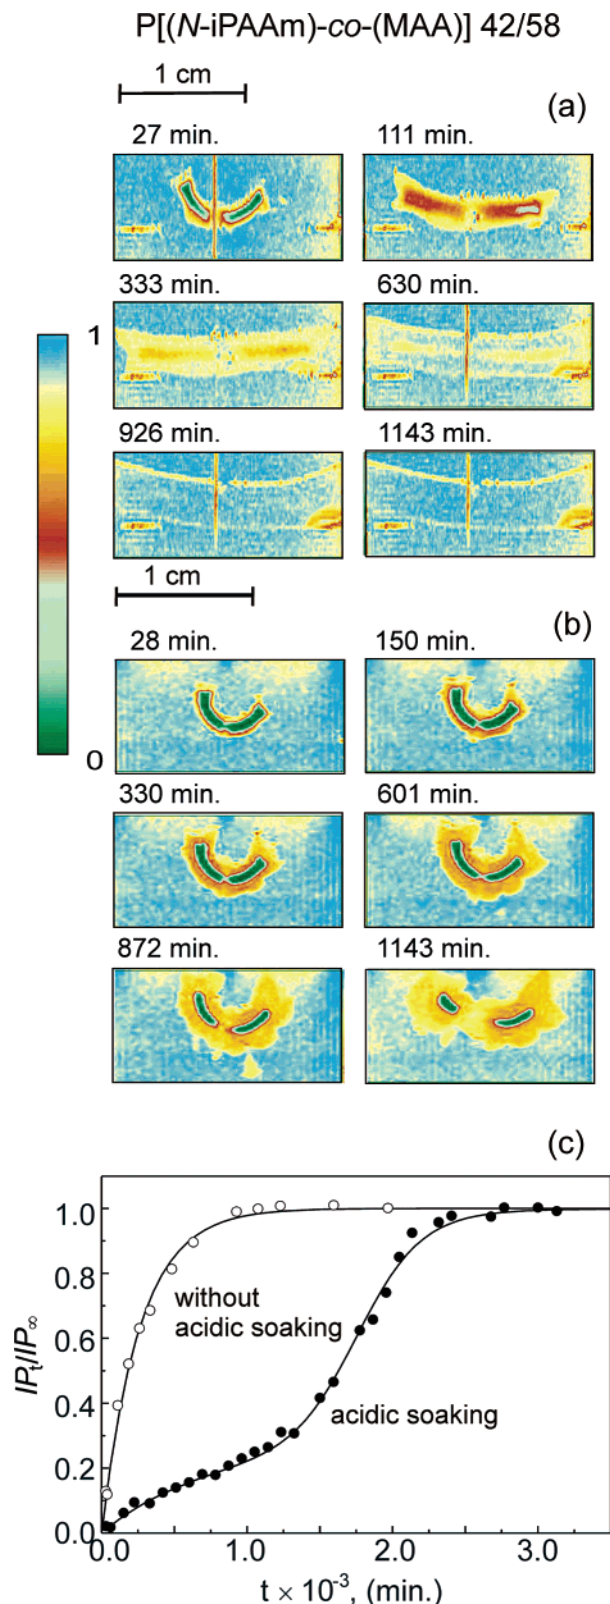 P[(N-iPAAm)-co-(MAA)] 42/58
1 cm
(a)
27 min.
111 min.
333 min.
630 min.
1
0
926 min.
1143 min.
1 cm
(b)
28 min.
150 min.
330 min.
601 min.
872 min.
1143 min.
(c)
1.0
0.8
0.6
0.4
0.2
0.0
IPt/IP∞
without
acidic soaking
acidic soaking
0.0 1.0 2.0 3.0
t × 10⁻³, (min.)